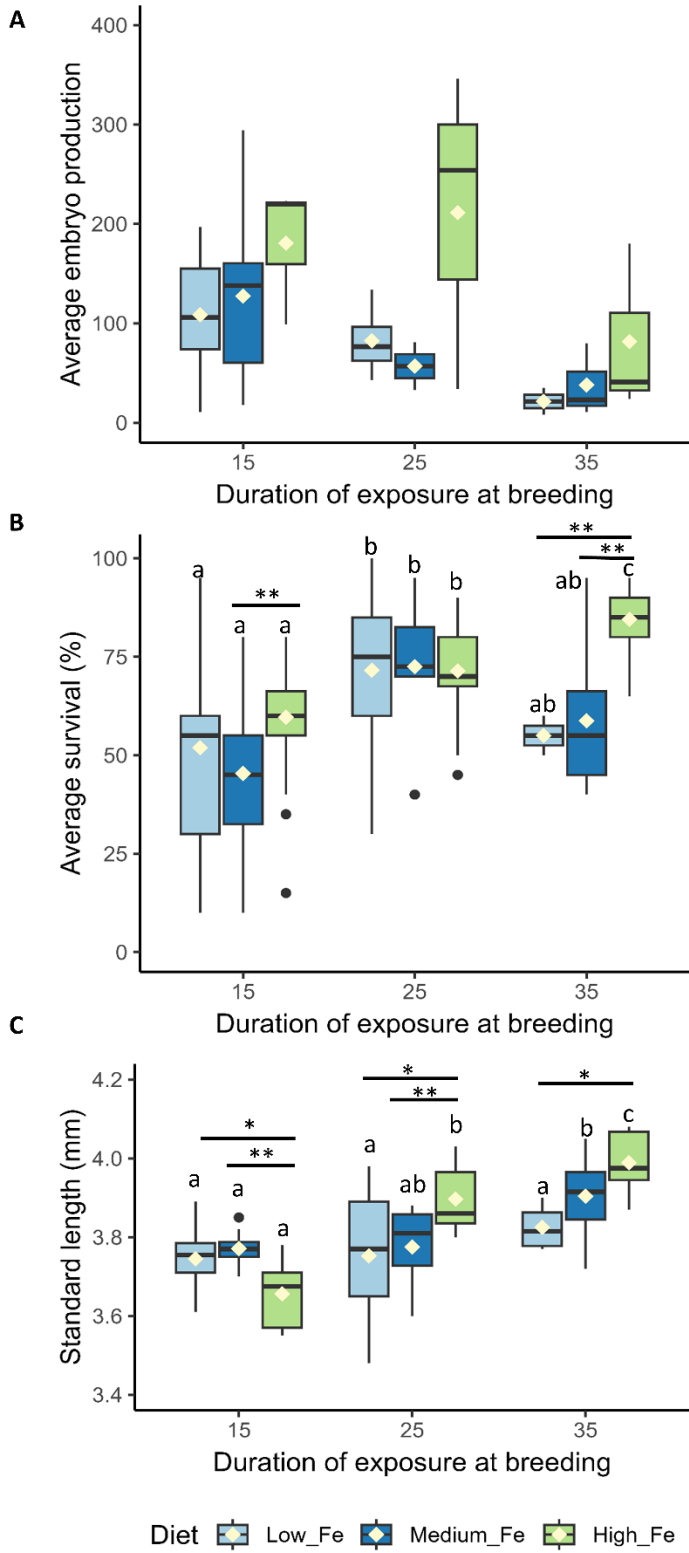 A
400
300
200
100
0
Average embryo production
15 25 35
Duration of exposure at breeding
B
100
75
50
25
0
Average survival (%)
a ** a a
b b b
** ** ab ab c
15 25 35
Duration of exposure at breeding
C
4.2
4.0
3.8
3.6
3.4
Standard length (mm)
* ** a a a
* ** a ab b
* a b c
15 25 35
Duration of exposure at breeding
Diet Low_Fe Medium_Fe High_Fe